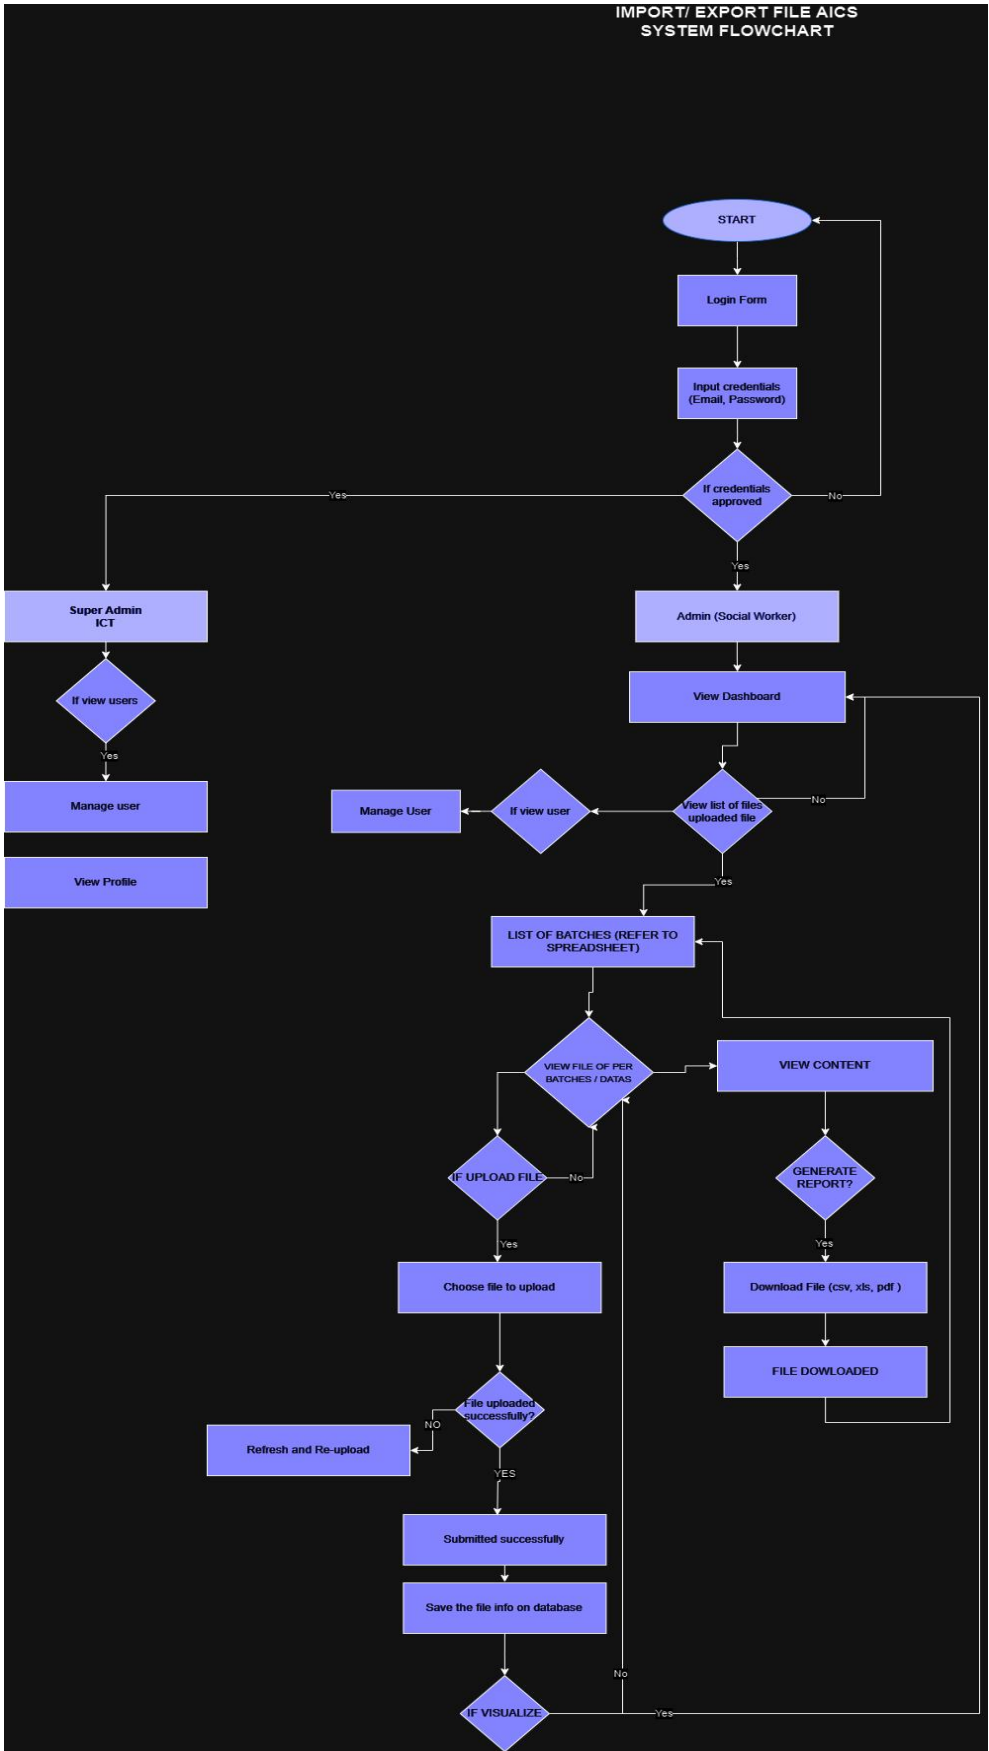 IMPORT/ EXPORT FILE AICS
SYSTEM FLOWCHART
START
Login Form
Input credentials
(Email, Password)
If credentials
approved
Yes
No
Yes
Super Admin
ICT
Admin (Social Worker)
If view users
View Dashboard
Yes
Manage user
Manage User
If view user
View list of files
uploaded file
No
View Profile
Yes
LIST OF BATCHES (REFER TO
SPREADSHEET)
VIEW FILE OF PER
BATCHES / DATAS
VIEW CONTENT
IF UPLOAD FILE
No
GENERATE
REPORT?
Yes
Yes
Choose file to upload
Download File (csv, xls, pdf )
FILE DOWLOADED
File uploaded
successfully?
NO
Refresh and Re-upload
YES
Submitted successfully
Save the file info on database
No
IF VISUALIZE
Yes